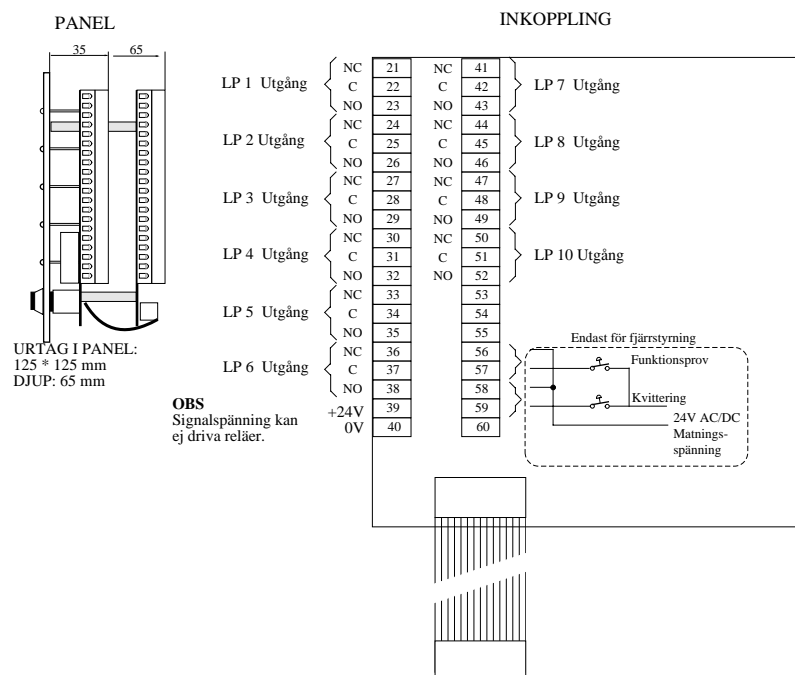 PANEL
35 65
URTAG I PANEL:
125 * 125 mm
DJUP: 65 mm
INKOPPLING
LP 1 Utgång
NC 21
C 22
NO 23
LP 2 Utgång
NC 24
C 25
NO 26
LP 3 Utgång
NC 27
C 28
NO 29
LP 4 Utgång
NC 30
C 31
NO 32
LP 5 Utgång
NC 33
C 34
NO 35
LP 6 Utgång
NC 36
C 37
NO 38
+24V 39
0V 40
OBS
Signalspänning kan
ej driva reläer.
NC 41
C 42
NO 43
LP 7 Utgång
NC 44
C 45
NO 46
LP 8 Utgång
NC 47
C 48
NO 49
LP 9 Utgång
NC 50
C 51
NO 52
LP 10 Utgång
53
54
55
56
57
58
59
60
Endast för fjärrstyrning
Funktionsprov
Kvittering
24V AC/DC
Matnings-
spänning